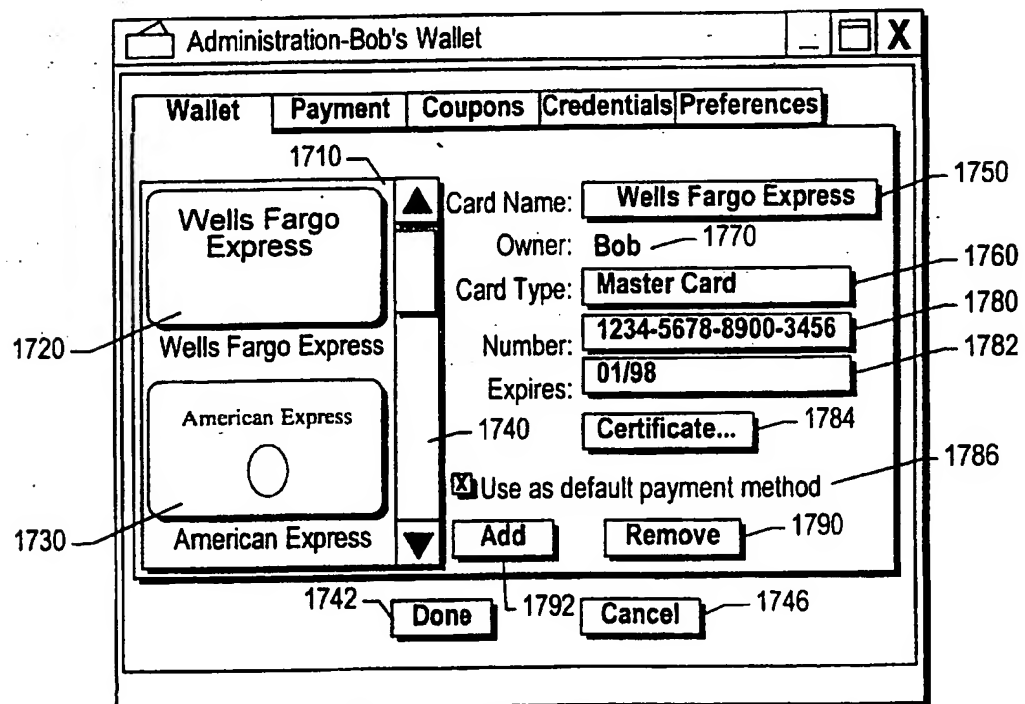 Administration-Bob's Wallet _ X
Wallet Payment Coupons Credentials Preferences
1710
Wells Fargo
Express
1720
Wells Fargo Express
American Express
1730
American Express
1740
Card Name: Wells Fargo Express 1750
Owner: Bob 1770
Card Type: Master Card 1760
Number: 1234-5678-8900-3456 1780
Expires: 01/98 1782
Certificate... 1784
X Use as default payment method 1786
Add Remove 1790
1742 Done 1792 Cancel 1746